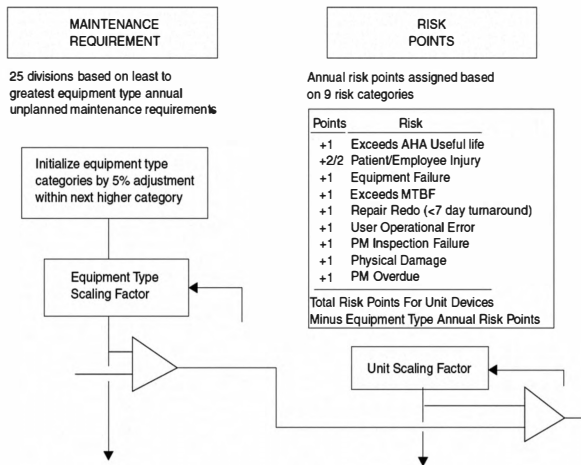 MAINTENANCE
REQUIREMENT
25 divisions based on least to
greatest equipment type annual
unplanned maintenance requirements
Initialize equipment type
categories by 5% adjustment
within next higher category
Equipment Type
Scaling Factor
RISK
POINTS
Annual risk points assigned based
on 9 risk categories
Points Risk
+1 Exceeds AHA Useful life
+2/2 Patient/Employee Injury
+1 Equipment Failure
+1 Exceeds MTBF
+1 Repair Redo (<7 day turnaround)
+1 User Operational Error
+1 PM Inspection Failure
+1 Physical Damage
+1 PM Overdue
Total Risk Points For Unit Devices
Minus Equipment Type Annual Risk Points
Unit Scaling Factor